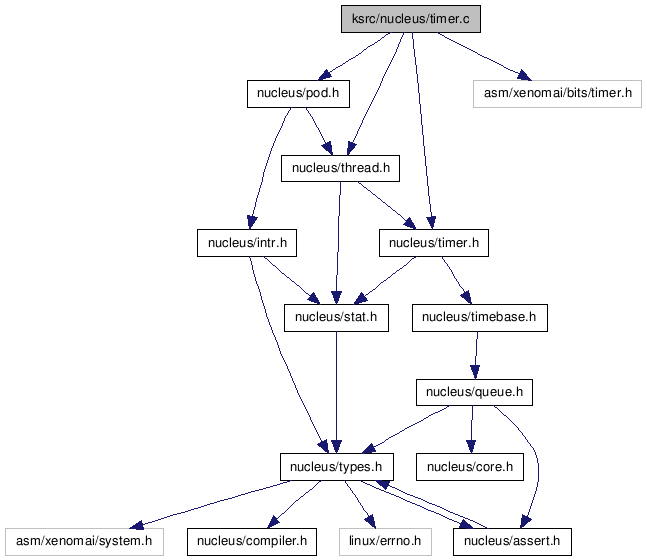 ksrc/nucleus/timer.c
nucleus/pod.h
asm/xenomai/bits/timer.h
nucleus/thread.h
nucleus/intr.h
nucleus/timer.h
nucleus/stat.h
nucleus/timebase.h
nucleus/queue.h
nucleus/types.h
nucleus/core.h
asm/xenomai/system.h
nucleus/compiler.h
linux/errno.h
nucleus/assert.h